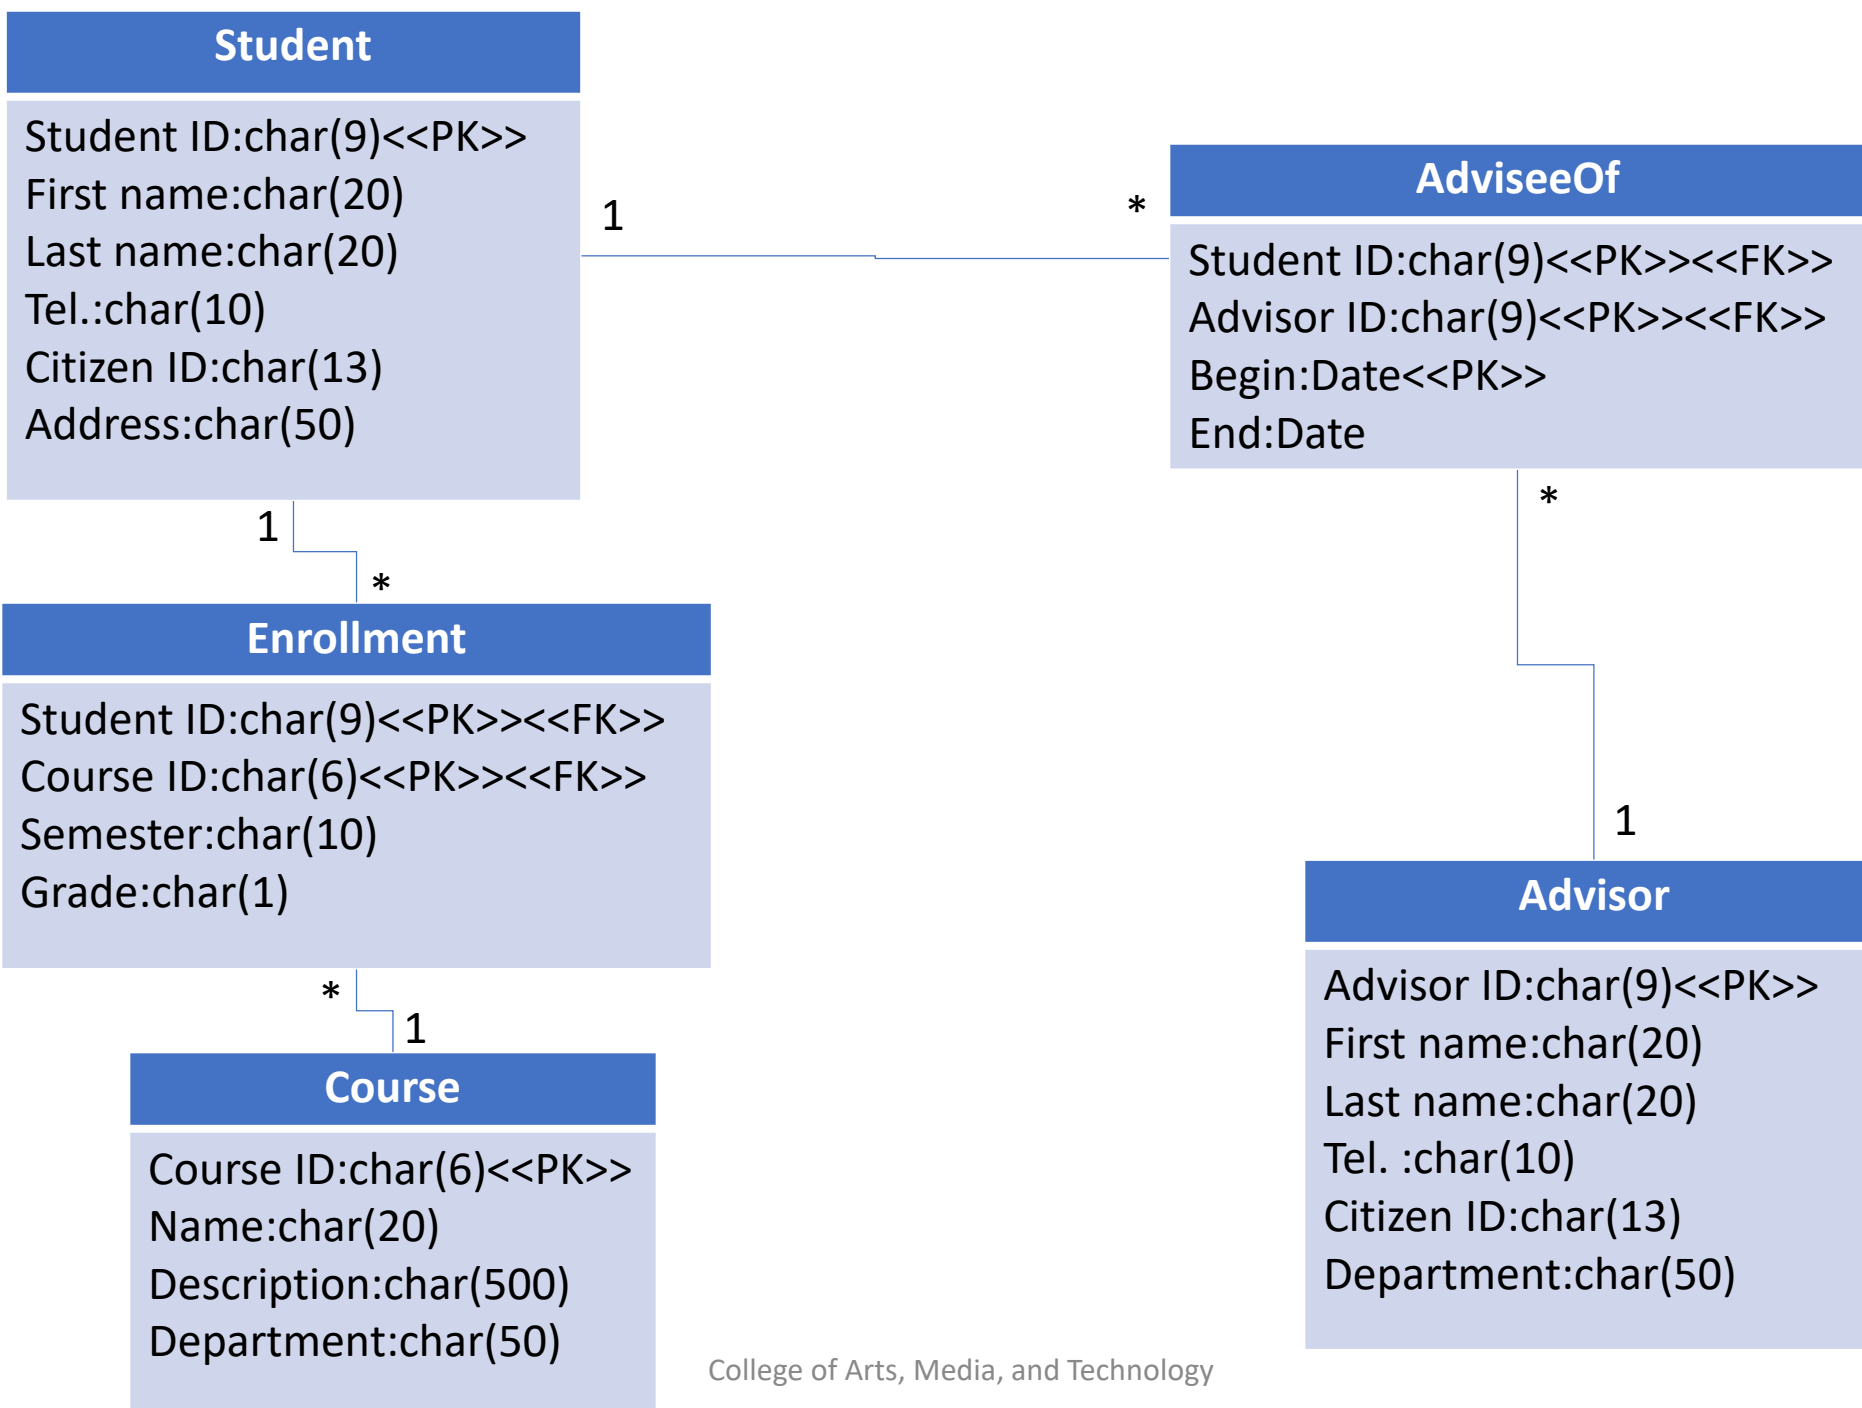 Student
Student ID:char(9)<<PK>>
First name:char(20)
Last name:char(20)
Tel.:char(10)
Citizen ID:char(13)
Address:char(50)
1
*
AdviseeOf
Student ID:char(9)<<PK>><<FK>>
Advisor ID:char(9)<<PK>><<FK>>
Begin:Date<<PK>>
End:Date
1
*
*
1
Enrollment
Student ID:char(9)<<PK>><<FK>>
Course ID:char(6)<<PK>><<FK>>
Semester:char(10)
Grade:char(1)
*
1
Course
Course ID:char(6)<<PK>>
Name:char(20)
Description:char(500)
Department:char(50)
Advisor
Advisor ID:char(9)<<PK>>
First name:char(20)
Last name:char(20)
Tel. :char(10)
Citizen ID:char(13)
Department:char(50)
College of Arts, Media, and Technology